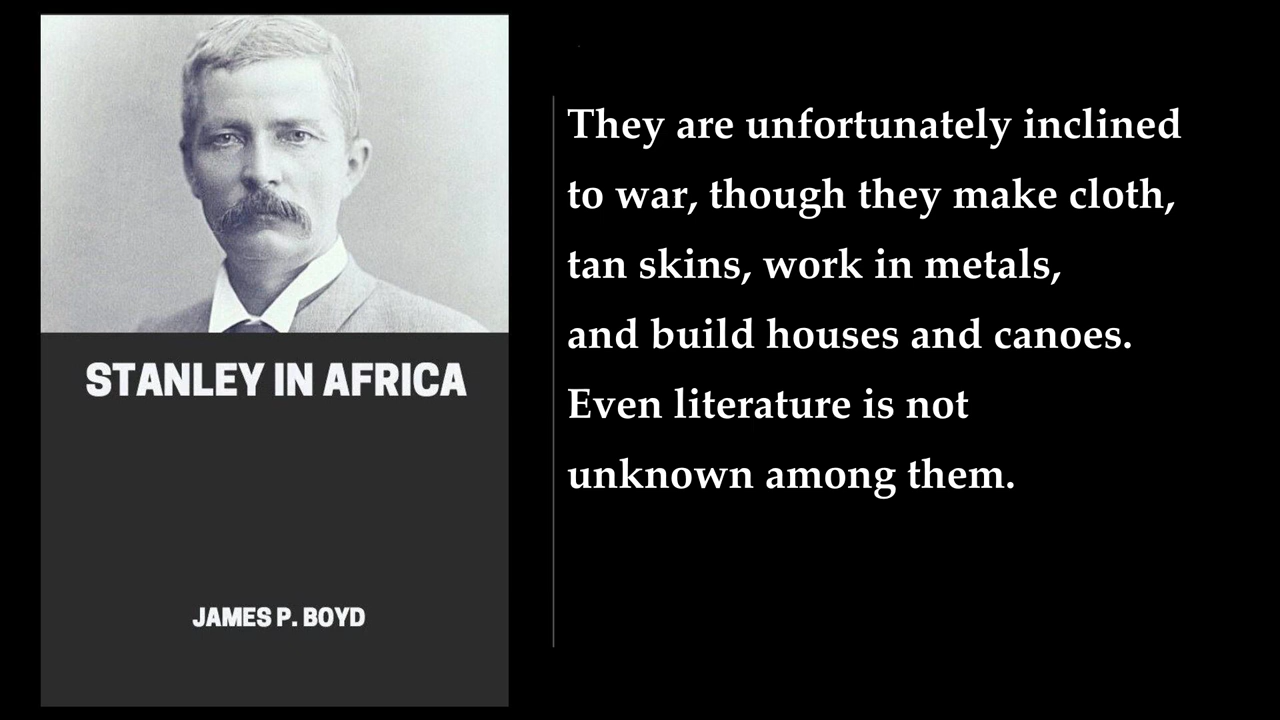 STANLEY IN AFRICA
JAMES P. BOYD
They are unfortunately inclined
to war, though they make cloth,
tan skins, work in metals,
and build houses and canoes.
Even literature is not
unknown among them.